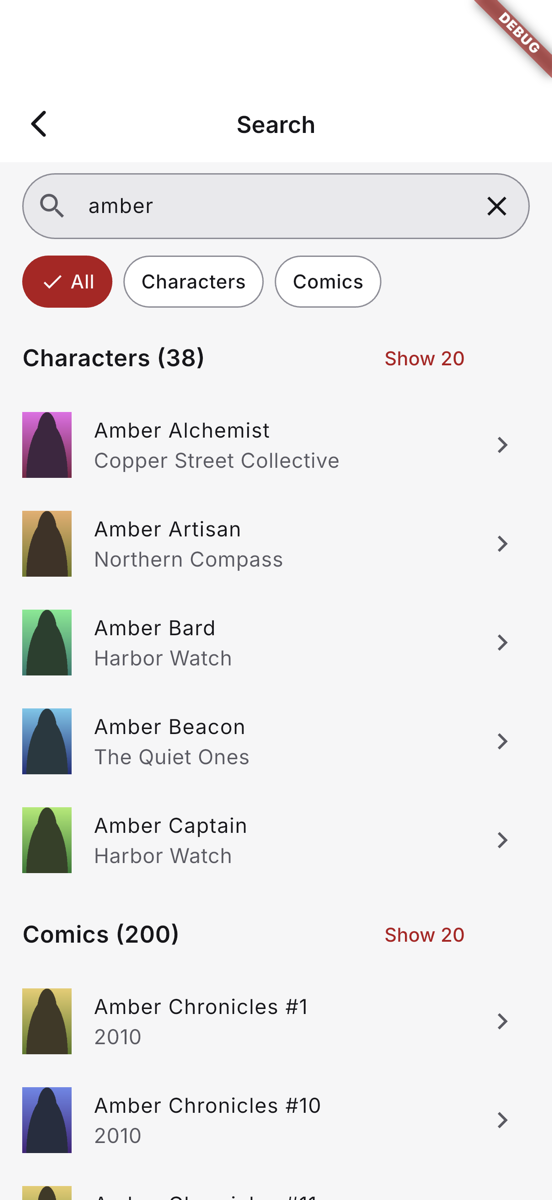 DEBUG
Search
amber
All
Characters
Comics
Characters (38)
Show 20
Amber Alchemist
Copper Street Collective
Amber Artisan
Northern Compass
Amber Bard
Harbor Watch
Amber Beacon
The Quiet Ones
Amber Captain
Harbor Watch
Comics (200)
Show 20
Amber Chronicles #1
2010
Amber Chronicles #10
2010